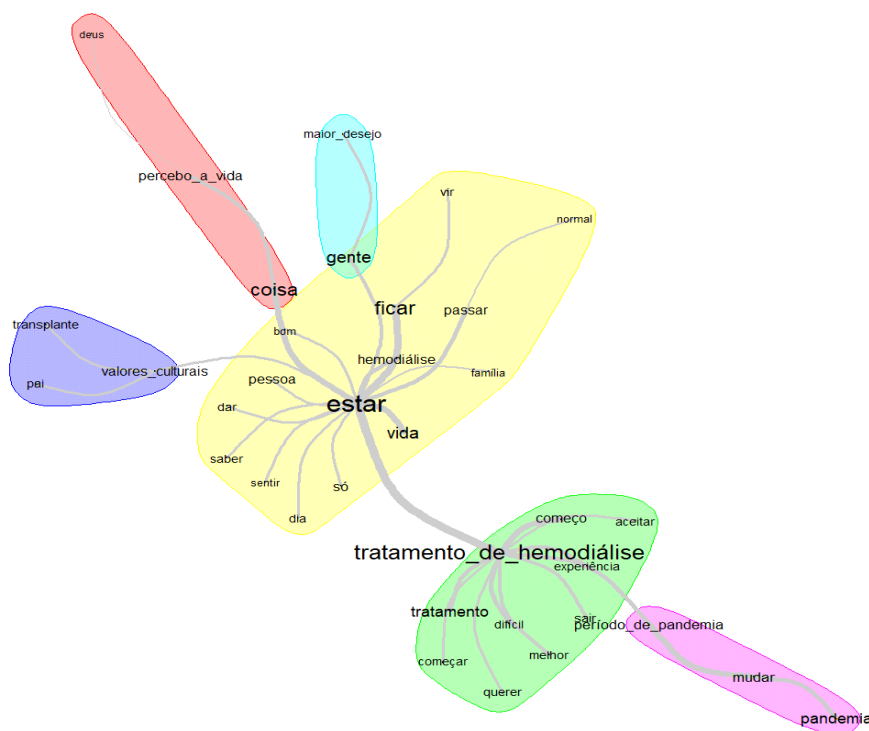 deus
maior_desejo
percebo_a_vida
vir
normal
gente
coisa
ficar
passar
transplante
bom
hemodiálise
valores_culturais
pessoa
família
pai
estar
dar
vida
saber
sentir
só
dia
começo
aceitar
tratamento_de_hemodiálise
experiência
tratamento
sair
difícil
período_de_pandemia
melhor
começar
mudar
querer
pandemia